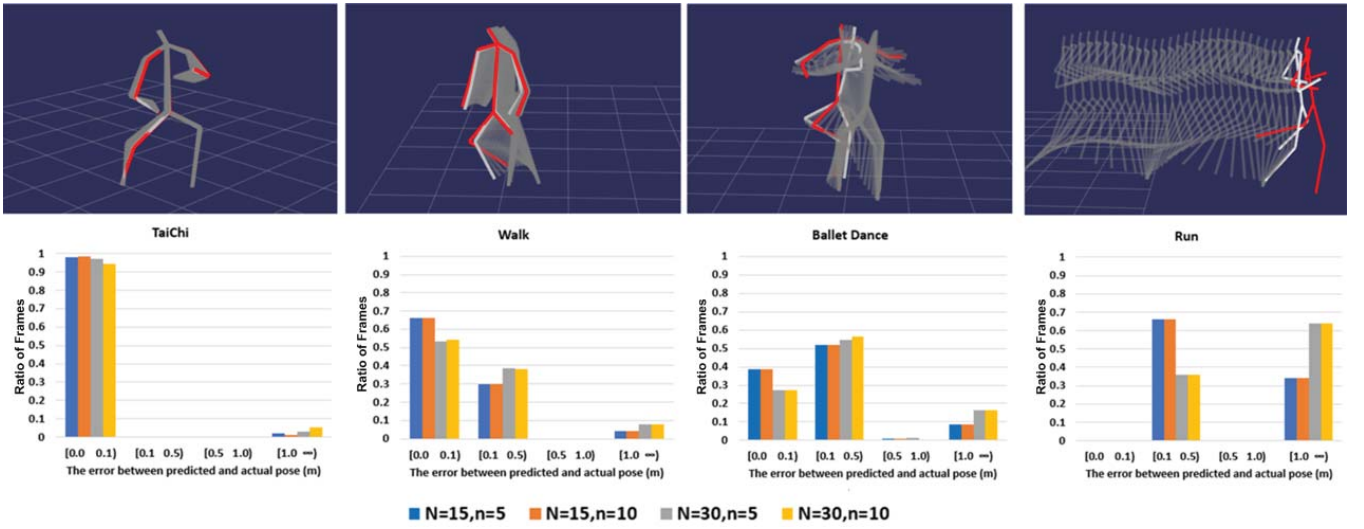 TaiChi
Walk
Ballet Dance
Run
Ratio of Frames
1
0.9
0.8
0.7
0.6
0.5
0.4
0.3
0.2
0.1
0
[0.0 0.1) [0.1 0.5) [0.5 1.0) [1.0 ∞)
The error between predicted and actual pose (m)
Ratio of Frames
1
0.9
0.8
0.7
0.6
0.5
0.4
0.3
0.2
0.1
0
[0.0 0.1) [0.1 0.5) [0.5 1.0) [1.0 ∞)
The error between predicted and actual pose (m)
Ratio of Frames
1
0.9
0.8
0.7
0.6
0.5
0.4
0.3
0.2
0.1
0
[0.0 0.1) [0.1 0.5) [0.5 1.0) [1.0 ∞)
The error between predicted and actual pose (m)
Ratio of Frames
1
0.9
0.8
0.7
0.6
0.5
0.4
0.3
0.2
0.1
0
[0.0 0.1) [0.1 0.5) [0.5 1.0) [1.0 ∞)
The error between predicted and actual pose (m)
N=15,n=5 N=15,n=10 N=30,n=5 N=30,n=10